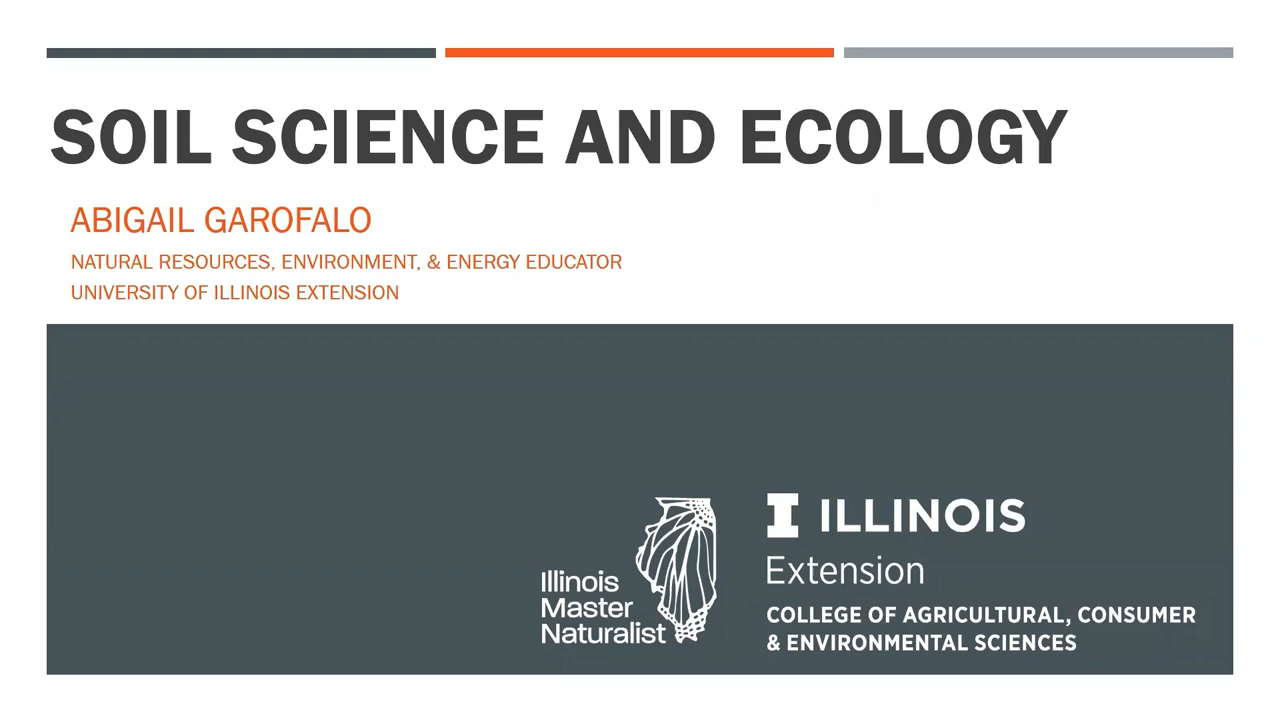 SOIL SCIENCE AND ECOLOGY
ABIGAIL GAROFALO
NATURAL RESOURCES, ENVIRONMENT, & ENERGY EDUCATOR
UNIVERSITY OF ILLINOIS EXTENSION
Illinois
Master
Naturalist
I ILLINOIS
Extension
COLLEGE OF AGRICULTURAL, CONSUMER
& ENVIRONMENTAL SCIENCES